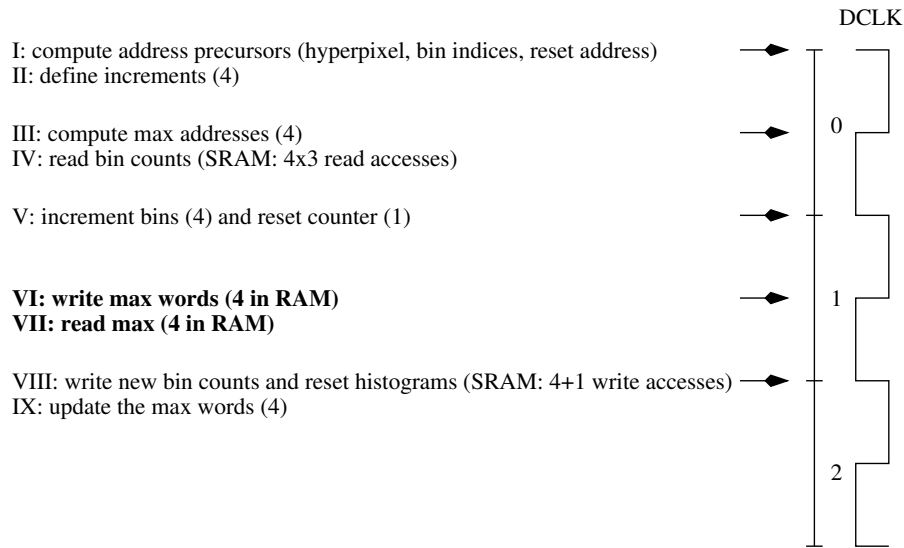 DCLK
I: compute address precursors (hyperpixel, bin indices, reset address)
II: define increments (4)
0
III: compute max addresses (4)
IV: read bin counts (SRAM: 4x3 read accesses)
V: increment bins (4) and reset counter (1)
1
VI: write max words (4 in RAM)
VII: read max (4 in RAM)
VIII: write new bin counts and reset histograms (SRAM: 4+1 write accesses)
IX: update the max words (4)
2